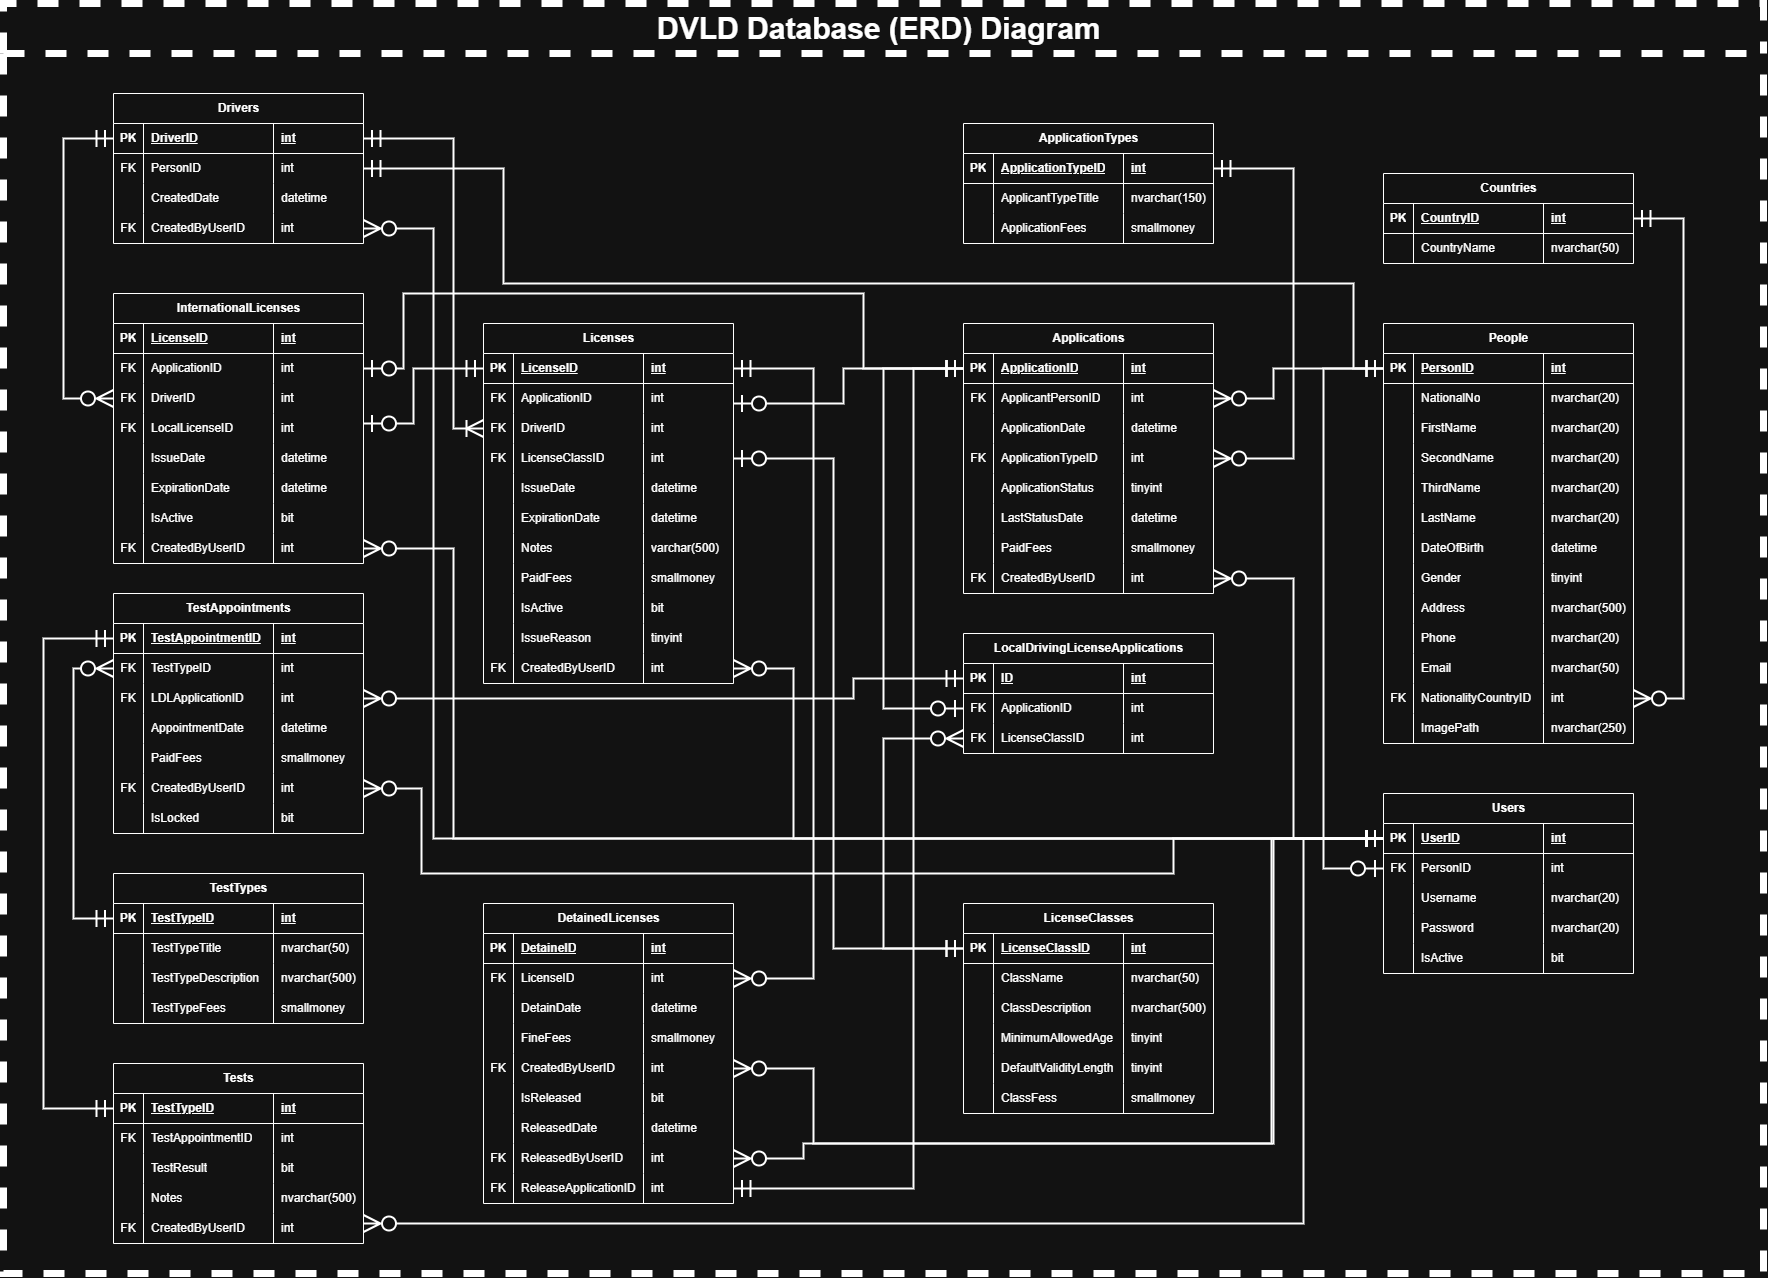 DVLD Database (ERD) Diagram
Drivers
PK DriverID int
FK PersonID int
CreatedDate datetime
FK CreatedByUserID int
InternationalLicenses
PK LicenseID int
FK ApplicationID int
FK DriverID int
FK LocalLicenseID int
IssueDate datetime
ExpirationDate datetime
IsActive bit
FK CreatedByUserID int
TestAppointments
PK TestAppointmentID int
FK TestTypeID int
FK LDLApplicationID int
AppointmentDate datetime
PaidFees smallmoney
FK CreatedByUserID int
IsLocked bit
TestTypes
PK TestTypeID int
TestTypeTitle nvarchar(50)
TestTypeDescription nvarchar(500)
TestTypeFees smallmoney
Tests
PK TestTypeID int
FK TestAppointmentID int
TestResult bit
Notes nvarchar(500)
FK CreatedByUserID int
Licenses
PK LicenseID int
FK ApplicationID int
FK DriverID int
FK LicenseClassID int
IssueDate datetime
ExpirationDate datetime
Notes varchar(500)
PaidFees smallmoney
IsActive bit
IssueReason tinyint
FK CreatedByUserID int
DetainedLicenses
PK DetaineID int
FK LicenseID int
DetainDate datetime
FineFees smallmoney
FK CreatedByUserID int
IsReleased bit
ReleasedDate datetime
FK ReleasedByUserID int
FK ReleaseApplicationID int
ApplicationTypes
PK ApplicationTypeID int
ApplicantTypeTitle nvarchar(150)
ApplicationFees smallmoney
Applications
PK ApplicationID int
FK ApplicantPersonID int
ApplicationDate datetime
FK ApplicationTypeID int
ApplicationStatus tinyint
LastStatusDate datetime
PaidFees smallmoney
FK CreatedByUserID int
LocalDrivingLicenseApplications
PK ID int
FK ApplicationID int
FK LicenseClassID int
LicenseClasses
PK LicenseClassID int
ClassName nvarchar(50)
ClassDescription nvarchar(500)
MinimumAllowedAge tinyint
DefaultValidityLength tinyint
ClassFess smallmoney
Countries
PK CountryID int
CountryName nvarchar(50)
People
PK PersonID int
NationalNo nvarchar(20)
FirstName nvarchar(20)
SecondName nvarchar(20)
ThirdName nvarchar(20)
LastName nvarchar(20)
DateOfBirth datetime
Gender tinyint
Address nvarchar(500)
Phone nvarchar(20)
Email nvarchar(50)
FK NationalityCountryID int
ImagePath nvarchar(250)
Users
PK UserID int
FK PersonID int
Username nvarchar(20)
Password nvarchar(20)
IsActive bit